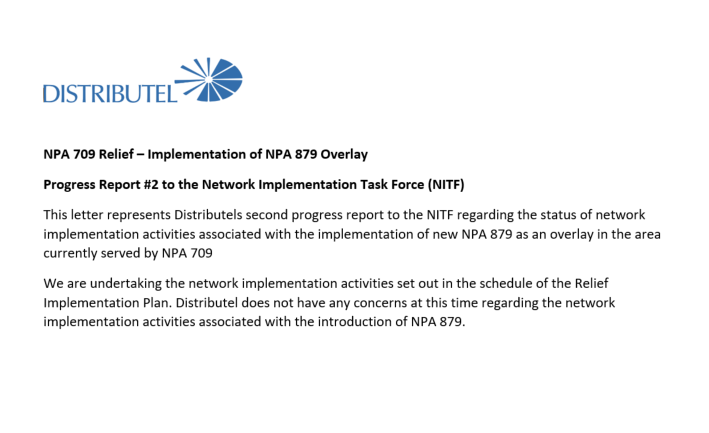 DISTRIBUTEL
NPA 709 Relief – Implementation of NPA 879 Overlay
Progress Report #2 to the Network Implementation Task Force (NITF)
This letter represents Distributels second progress report to the NITF regarding the status of network
implementation activities associated with the implementation of new NPA 879 as an overlay in the area
currently served by NPA 709
We are undertaking the network implementation activities set out in the schedule of the Relief
Implementation Plan. Distributel does not have any concerns at this time regarding the network
implementation activities associated with the introduction of NPA 879.